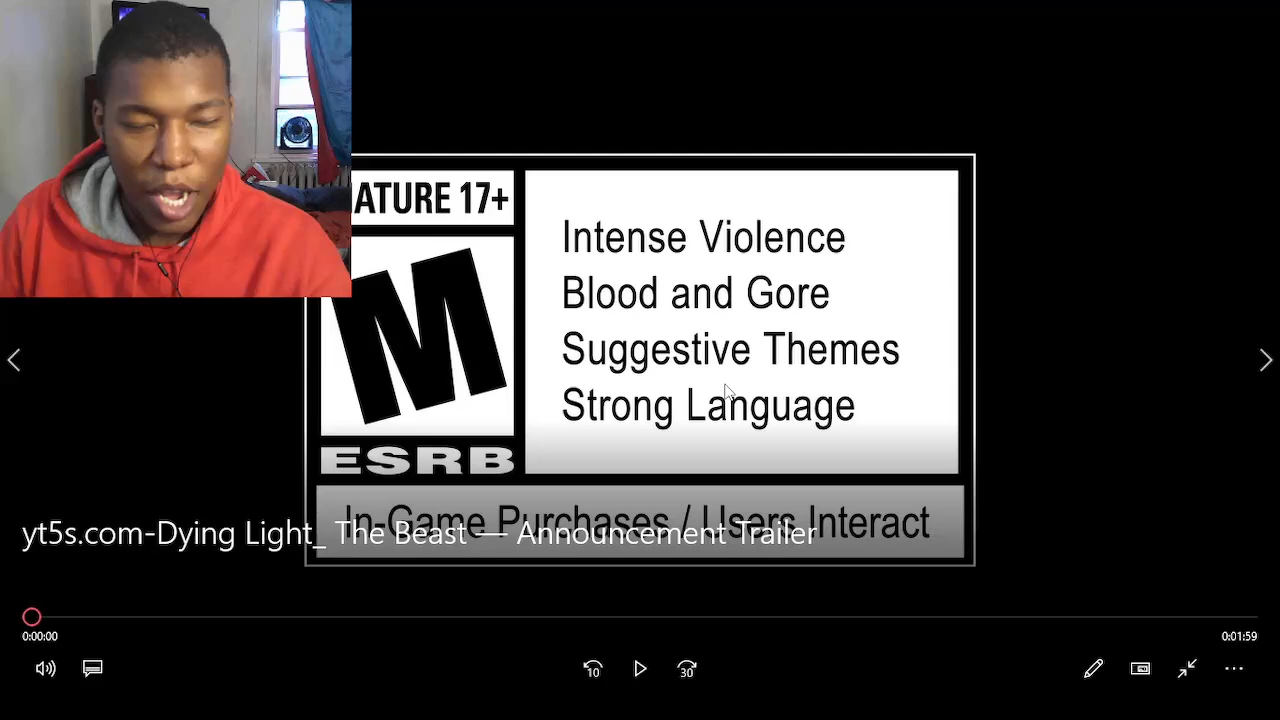 ATURE 17+
M
ESRB
Intense Violence
Blood and Gore
Suggestive Themes
Strong Language
In-Game Purchases / Users Interact
yt5s.com-Dying Light_ The Beast — Announcement Trailer
0:00:00
0:01:59
10
30